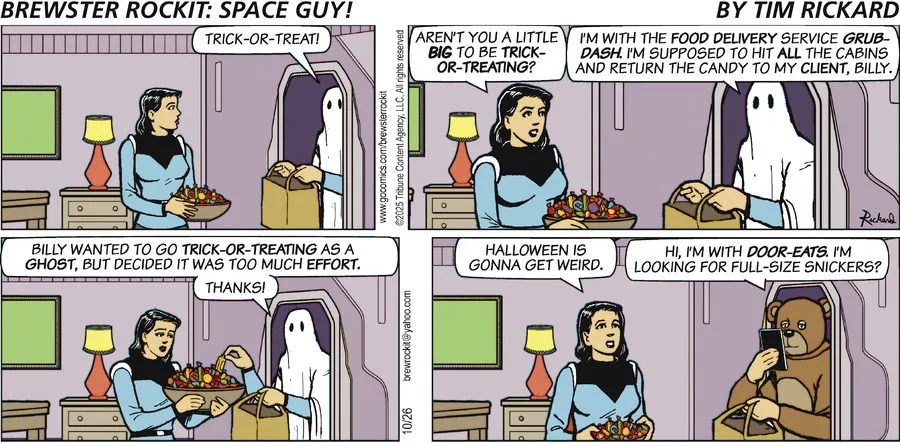 BREWSTER ROCKIT: SPACE GUY!
BY TIM RICKARD
TRICK-OR-TREAT!
www.gocomics.com/brewsterrockit
©2025 Tribune Content Agency, LLC. All rights reserved
AREN'T YOU A LITTLE
BIG TO BE TRICK-
OR-TREATING?
I'M WITH THE FOOD DELIVERY SERVICE GRUB-
DASH. I'M SUPPOSED TO HIT ALL THE CABINS
AND RETURN THE CANDY TO MY CLIENT, BILLY.
Rickard
BILLY WANTED TO GO TRICK-OR-TREATING AS A
GHOST, BUT DECIDED IT WAS TOO MUCH EFFORT.
THANKS!
brewrockit@yahoo.com
10/26
HALLOWEEN IS
GONNA GET WEIRD.
HI, I'M WITH DOOR-EATS. I'M
LOOKING FOR FULL-SIZE SNICKERS?